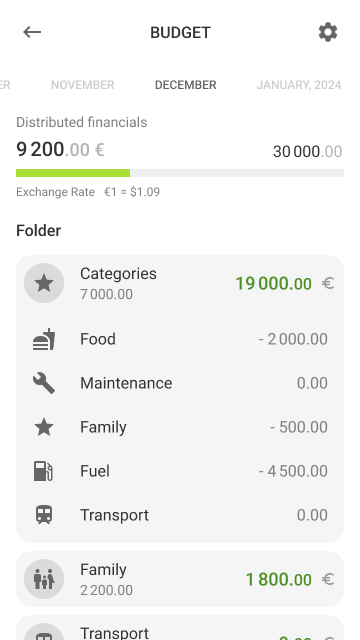 BUDGET
ER NOVEMBER DECEMBER JANUARY, 2024
Distributed financials
9 200.00 € 30 000.00
Exchange Rate €1 = $1.09
Folder
Categories
7 000.00
19 000.00 €
Food - 2 000.00
Maintenance 0.00
Family - 500.00
Fuel - 4 500.00
Transport 0.00
Family
2 200.00
1 800.00 €
Transport